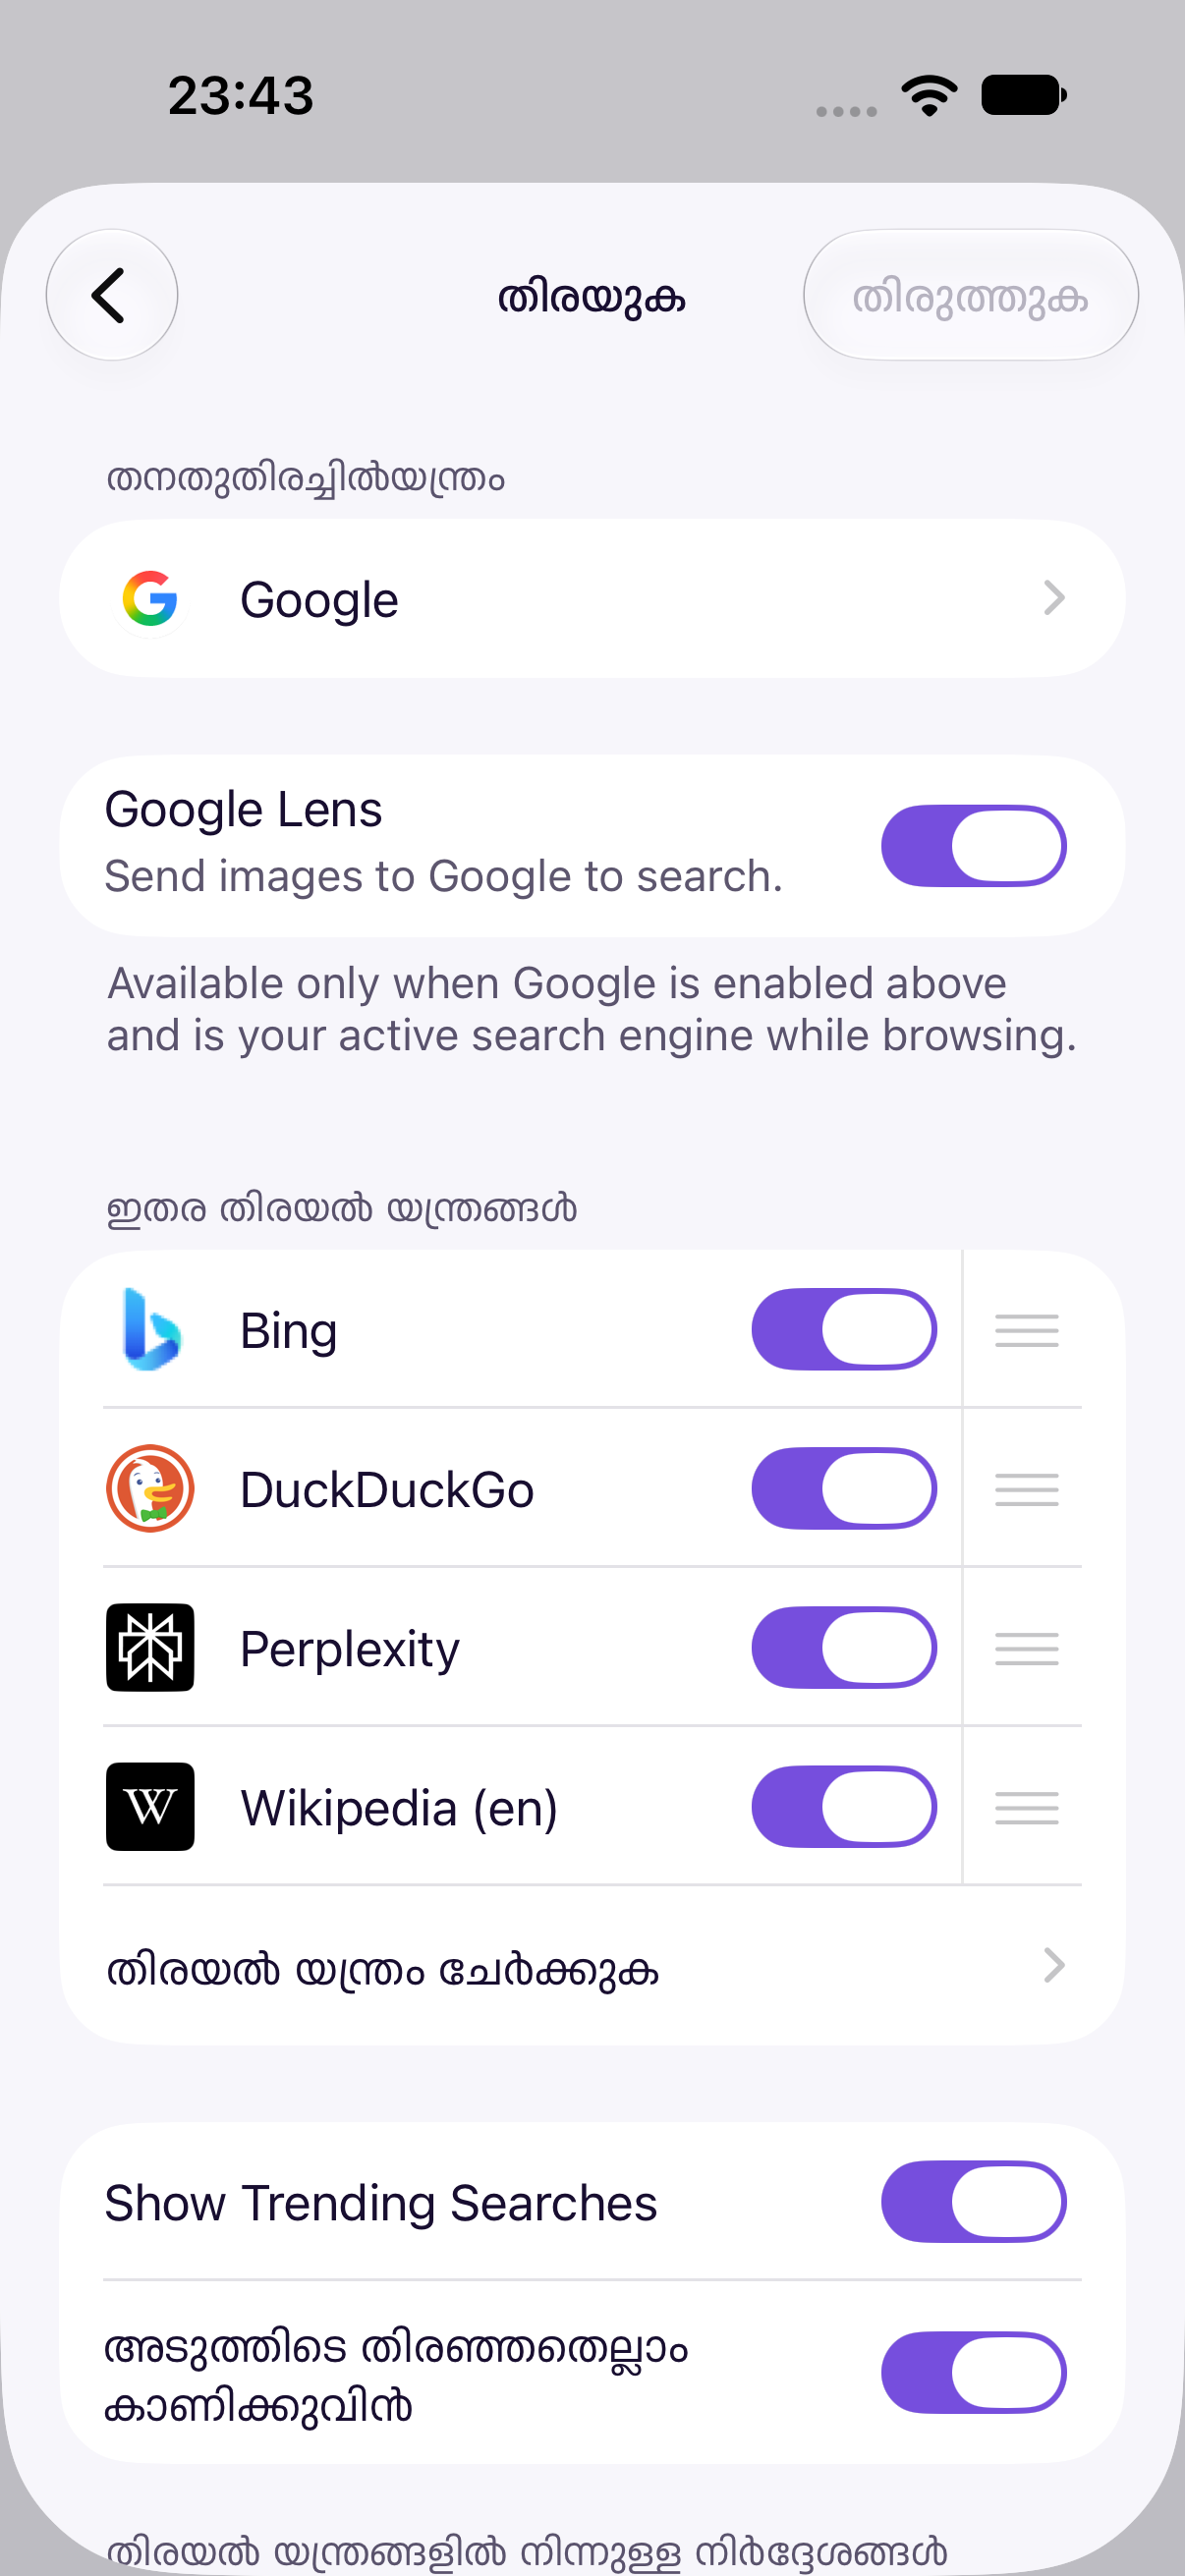 23:43
തിരയുക
തിരുത്തുക
തനതുതിരച്ചിൽയന്ത്രം
Google
Google Lens
Send images to Google to search.
Available only when Google is enabled above
and is your active search engine while browsing.
ഇതര തിരയൽ യന്ത്രങ്ങൾ
Bing
DuckDuckGo
Perplexity
W
Wikipedia (en)
തിരയൽ യന്ത്രം ചേർക്കുക
Show Trending Searches
അടുത്തിടെ തിരഞ്ഞതെല്ലാം
കാണിക്കുവിൻ
തിരയൽ യന്ത്രങ്ങളിൽ നിന്നുള്ള നിർദ്ദേശങ്ങൾ